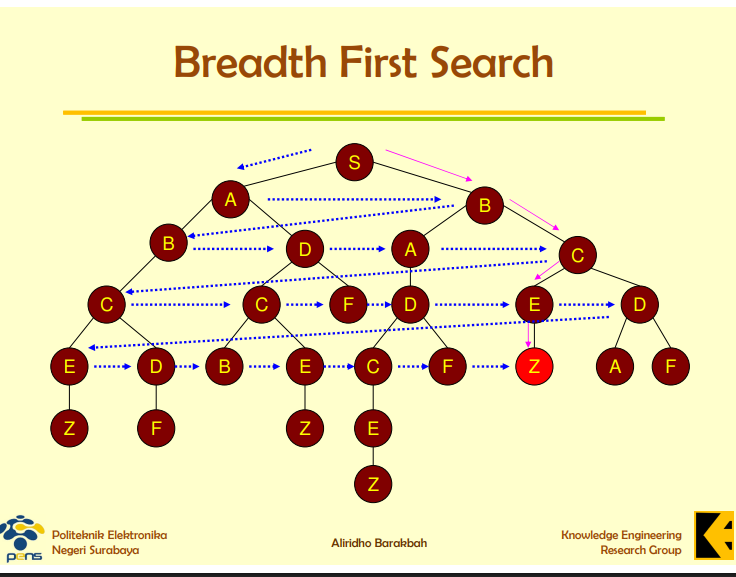 Breadth First Search
S
A B
B D A C
C C F D E D
E D B E C F Z A F
Z F Z E
Z
pens
Politeknik Elektronika
Negeri Surabaya
Aliridho Barakbah
Knowledge Engineering
Research Group